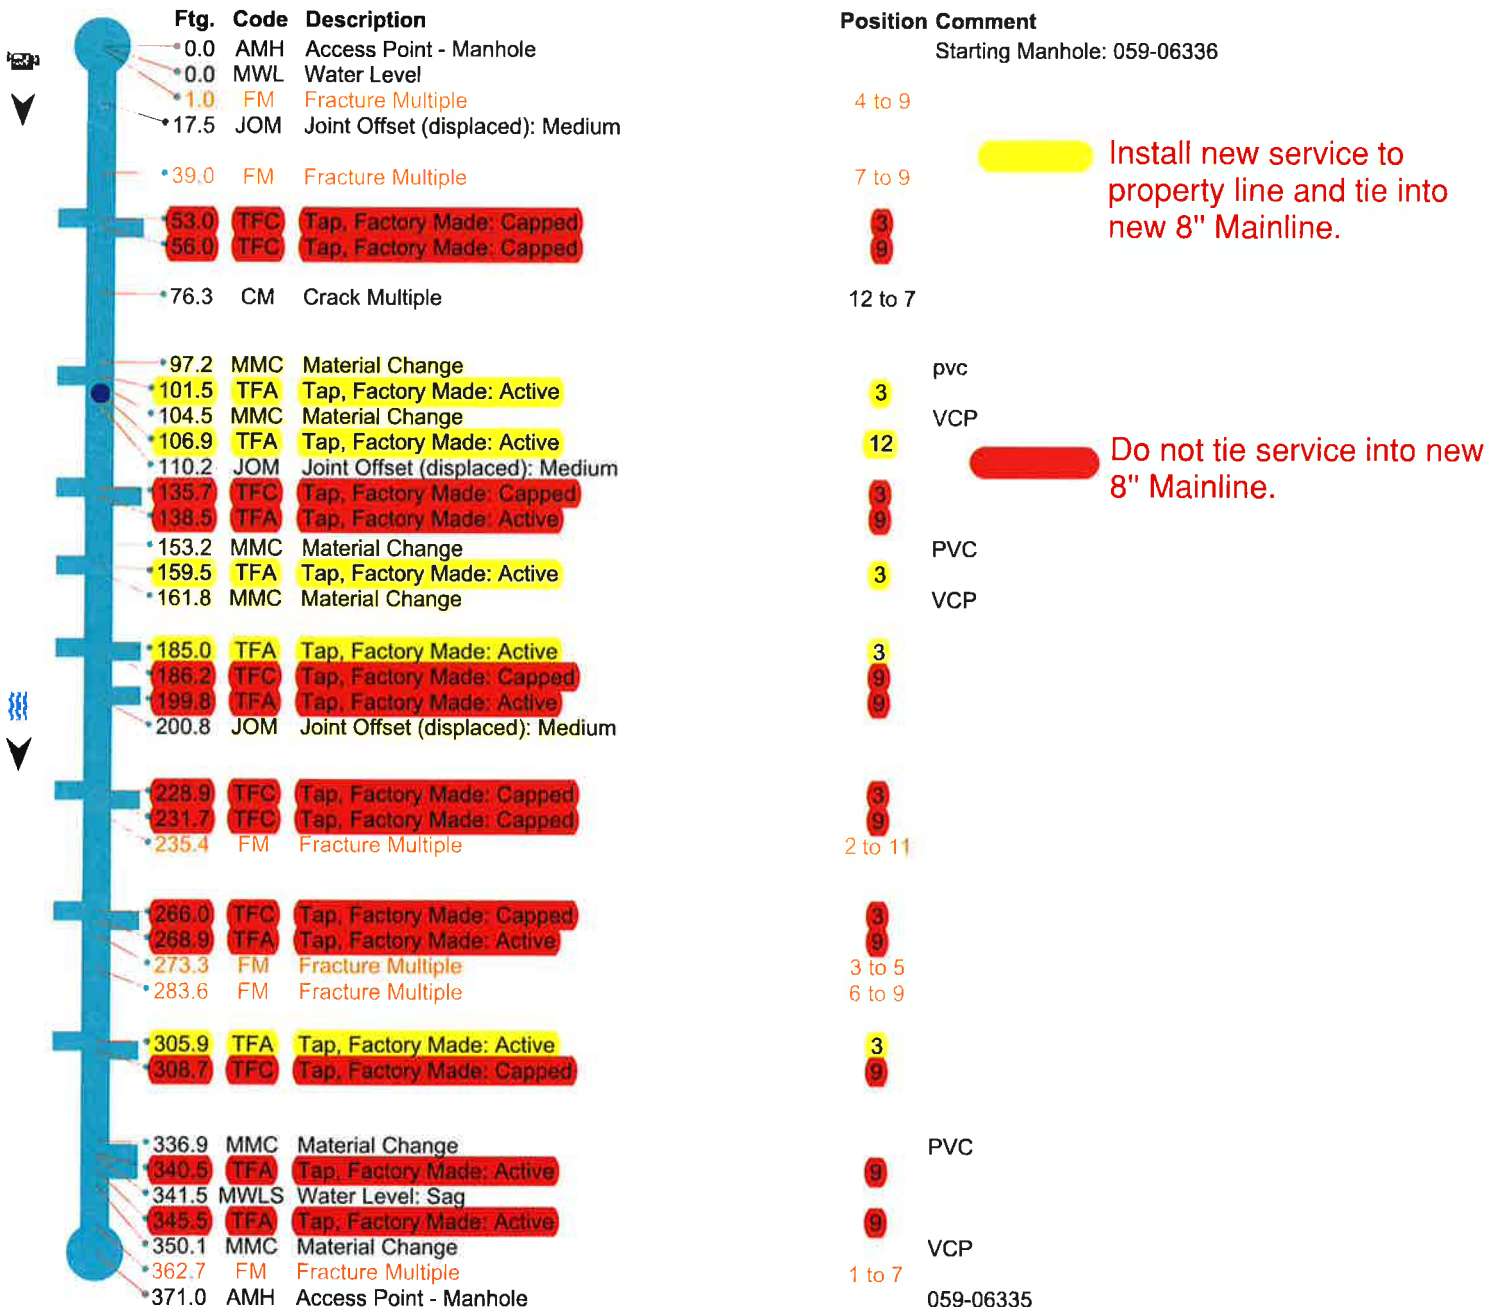 Ftg. Code Description Position Comment
0.0 AMH Access Point - Manhole Starting Manhole: 059-06336
0.0 MWL Water Level
1.0 FM Fracture Multiple 4 to 9
17.5 JOM Joint Offset (displaced): Medium
Install new service to
property line and tie into
new 8" Mainline.
39.0 FM Fracture Multiple 7 to 9
53.0 TFC Tap, Factory Made: Capped 3
56.0 TFC Tap, Factory Made: Capped 9
76.3 CM Crack Multiple 12 to 7
97.2 MMC Material Change pvc
101.5 TFA Tap, Factory Made: Active 3
104.5 MMC Material Change VCP
106.9 TFA Tap, Factory Made: Active 12
Do not tie service into new
8" Mainline.
110.2 JOM Joint Offset (displaced): Medium
135.7 TFC Tap, Factory Made: Capped 3
138.5 TFA Tap, Factory Made: Active 9
153.2 MMC Material Change PVC
159.5 TFA Tap, Factory Made: Active 3
161.8 MMC Material Change VCP
185.0 TFA Tap, Factory Made: Active 3
186.2 TFC Tap, Factory Made: Capped 9
199.8 TFA Tap, Factory Made: Active 9
200.8 JOM Joint Offset (displaced): Medium
228.9 TFC Tap, Factory Made: Capped 3
231.7 TFC Tap, Factory Made: Capped 9
235.4 FM Fracture Multiple 2 to 11
266.0 TFC Tap, Factory Made: Capped 3
268.9 TFA Tap, Factory Made: Active 9
273.3 FM Fracture Multiple 3 to 5
283.6 FM Fracture Multiple 6 to 9
305.9 TFA Tap, Factory Made: Active 3
308.7 TFC Tap, Factory Made: Capped 9
336.9 MMC Material Change PVC
340.5 TFA Tap, Factory Made: Active 9
341.5 MWLS Water Level: Sag
345.5 TFA Tap, Factory Made: Active 9
350.1 MMC Material Change VCP
362.7 FM Fracture Multiple 1 to 7
371.0 AMH Access Point - Manhole 059-06335